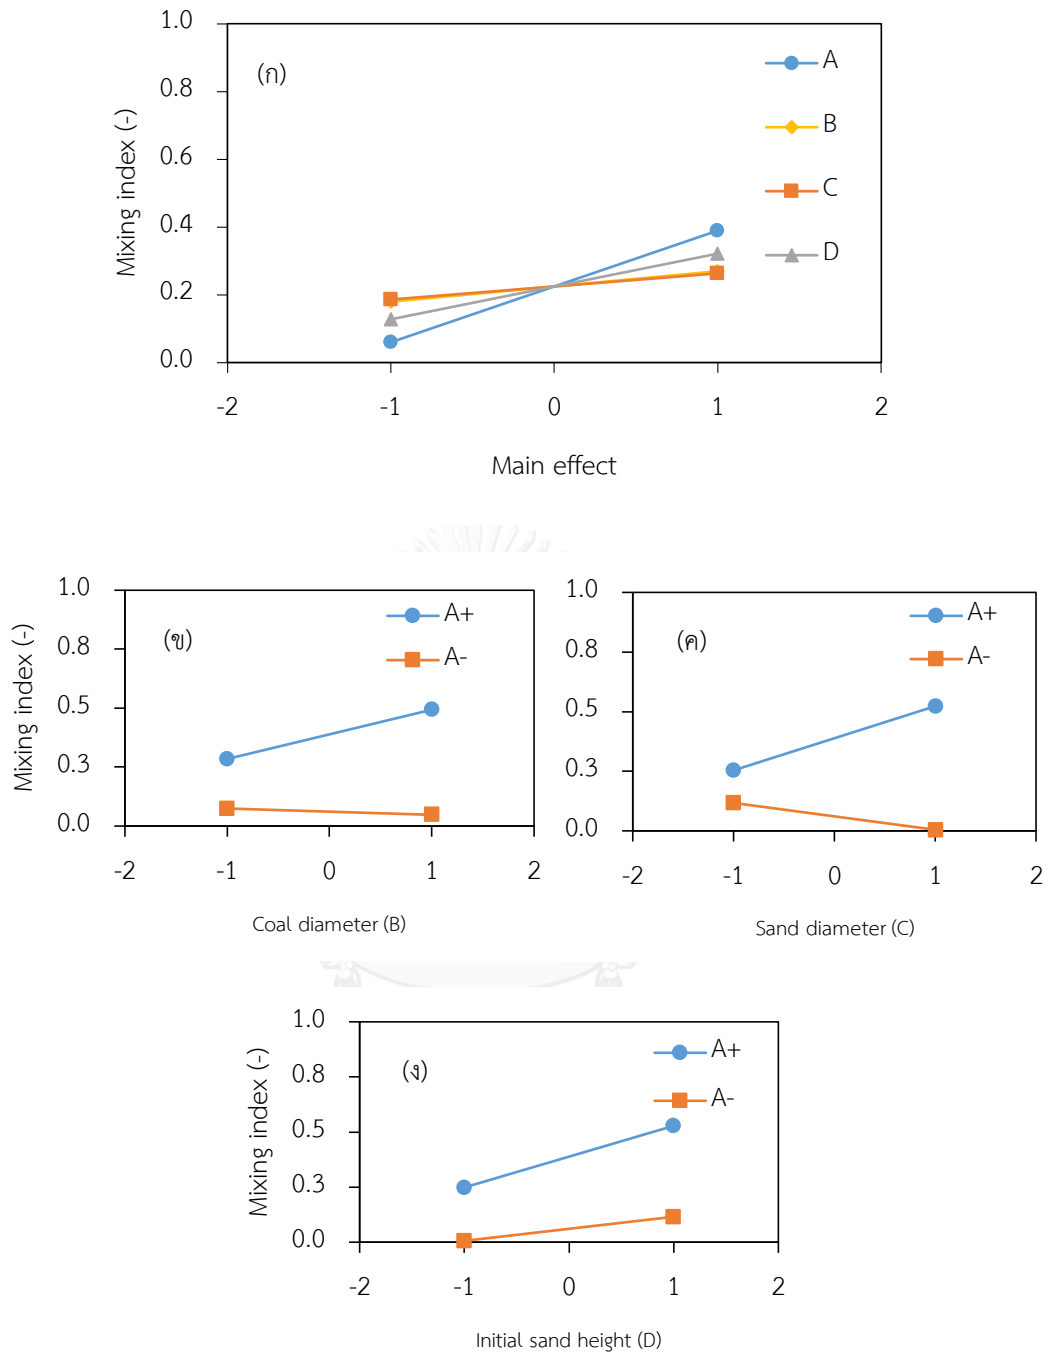 1.0
(ก)
A
0.8
B
0.6
Mixing index (-)
C
0.4
D
0.2
0.0
-2 -1 0 1 2
Main effect
1.0
A+
(ข)
0.8
A-
Mixing index (-)
0.5
0.3
0.0
-2 -1 0 1 2
Coal diameter (B)
1.0
A+
(ค)
0.8
A-
0.5
0.3
0.0
-2 -1 0 1 2
Sand diameter (C)
1.0
A+
(ง)
0.8
A-
Mixing index (-)
0.5
0.3
0.0
-2 -1 0 1 2
Initial sand height (D)